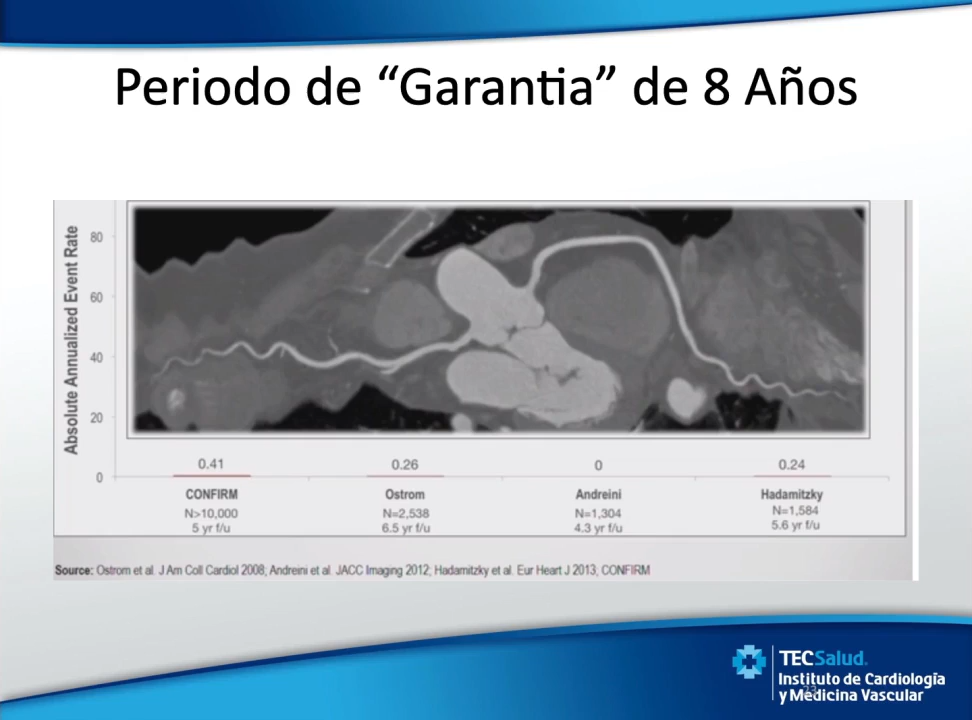 Periodo de “Garantia” de 8 Años
Absolute Annualized Event Rate
80
60
40
20
0
0.41
0.26
0
0.24
CONFIRM
Ostrom
Andreini
Hadamitzky
N>10,000
N=2,538
N=1,304
N=1,584
5 yr f/u
6.5 yr f/u
4.3 yr f/u
5.6 yr f/u
Source: Ostrom et al. J Am Coll Cardiol 2008; Andreini et al. JACC Imaging 2012; Hadamitzky et al. Eur Heart J 2013, CONFIRM
TECSalud.
Instituto de Cardiología
y Medicina Vascular